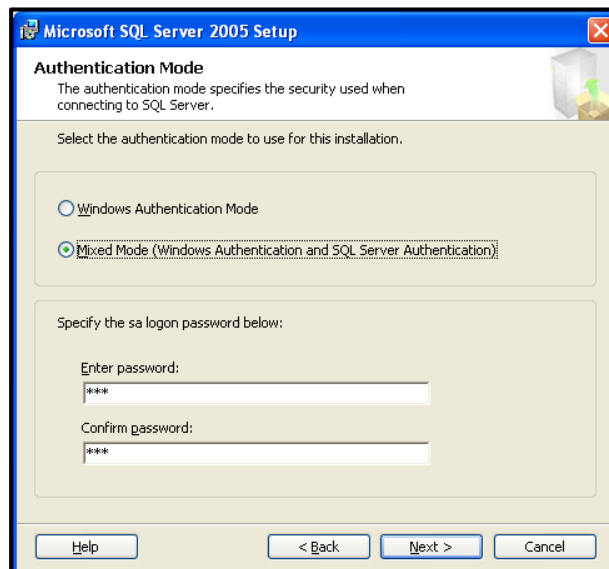 Microsoft SQL Server 2005 Setup
Authentication Mode
The authentication mode specifies the security used when
connecting to SQL Server.
Select the authentication mode to use for this installation.
Windows Authentication Mode
Mixed Mode (Windows Authentication and SQL Server Authentication)
Specify the sa logon password below:
Enter password:
***
Confirm password:
***
Help < Back Next > Cancel